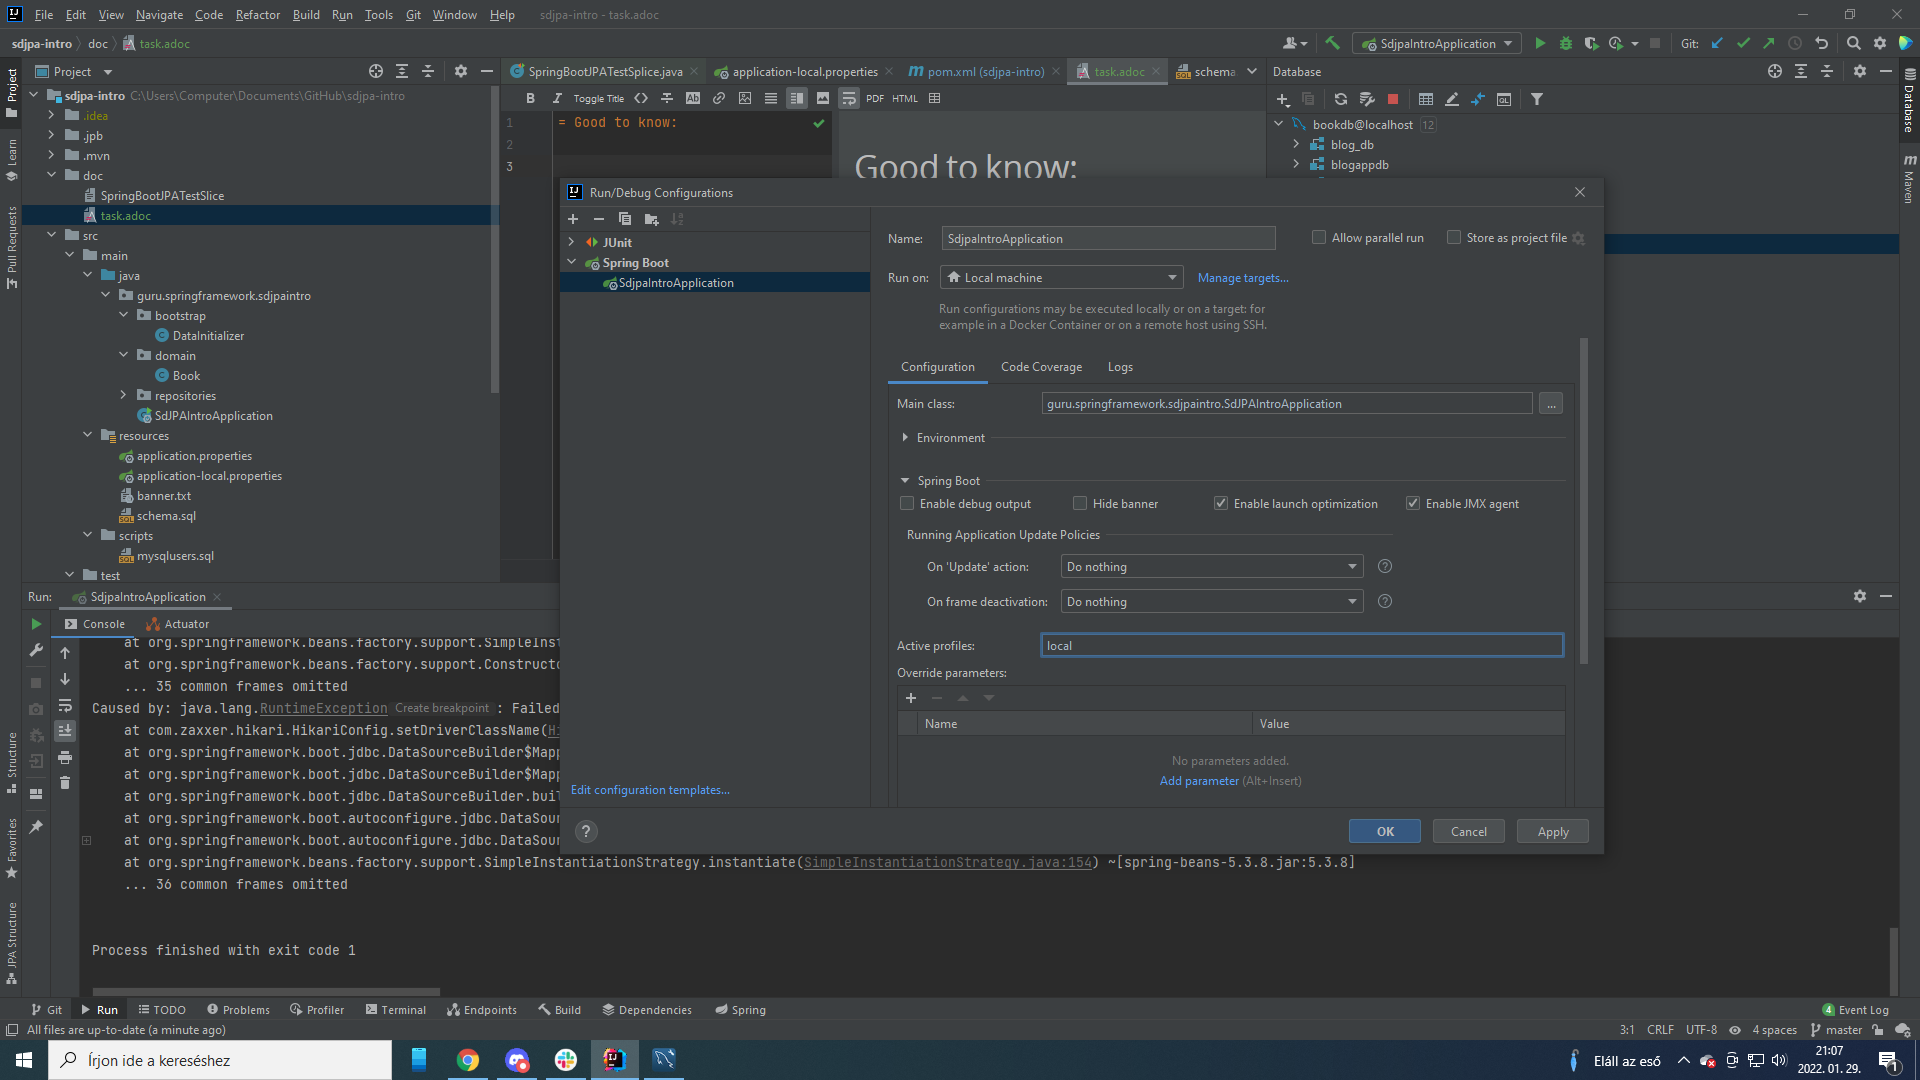 File Edit View Navigate Code Refactor Build Run Tools Git Window Help sdjpa-intro - task.adoc
sdjpa-intro doc task.adoc
SdjpaIntroApplication Git:
Project
SpringBootJPATestSplice.java application-local.properties pom.xml (sdjpa-intro) task.adoc schema
Database
sdjpa-intro C:\Users\Computer\Documents\GitHub\sdjpa-intro
.idea
.jpb
.mvn
doc
SpringBootJPATestSlice
task.adoc
src
main
java
guru.springframework.sdjpaintro
bootstrap
DataInitializer
domain
Book
repositories
SdJPAIntroApplication
resources
application.properties
application-local.properties
banner.txt
schema.sql
scripts
mysqlusers.sql
test
B I Toggle Title Ab PDF HTML
1 = Good to know:
2
3
Good to know:
bookdb@localhost 12
blog_db
blogappdb
Project
Learn
Pull Requests
Structure
Favorites
JPA Structure
Database
Maven
Run/Debug Configurations
JUnit
Spring Boot
SdjpaIntroApplication
Edit configuration templates...
Name: SdjpaIntroApplication Allow parallel run Store as project file
Run on: Local machine Manage targets...
Run configurations may be executed locally or on a target: for
example in a Docker Container or on a remote host using SSH.
Configuration Code Coverage Logs
Main class: guru.springframework.sdjpaintro.SdJPAIntroApplication ...
Environment
Spring Boot
Enable debug output Hide banner Enable launch optimization Enable JMX agent
Running Application Update Policies
On 'Update' action: Do nothing
On frame deactivation: Do nothing
Active profiles: local
Override parameters:
Name Value
No parameters added.
Add parameter (Alt+Insert)
OK Cancel Apply
Run: SdjpaIntroApplication
Console Actuator
at org.springframework.beans.factory.support.SimpleInst
at org.springframework.beans.factory.support.Constructo
... 35 common frames omitted
Caused by: java.lang.RuntimeException Create breakpoint : Failed
at com.zaxxer.hikari.HikariConfig.setDriverClassName(Hi
at org.springframework.boot.jdbc.DataSourceBuilder$Mapp
at org.springframework.boot.jdbc.DataSourceBuilder$Mapp
at org.springframework.boot.jdbc.DataSourceBuilder.buil
at org.springframework.boot.autoconfigure.jdbc.DataSour
at org.springframework.boot.autoconfigure.jdbc.DataSour
at org.springframework.beans.factory.support.SimpleInstantiationStrategy.instantiate(SimpleInstantiationStrategy.java:154) ~[spring-beans-5.3.8.jar:5.3.8]
... 36 common frames omitted
Process finished with exit code 1
Git Run TODO Problems Profiler Terminal Endpoints Build Dependencies Spring 4 Event Log
All files are up-to-date (a minute ago) 3:1 CRLF UTF-8 4 spaces master
Írjon ide a kereséshez
Eláll az eső
21:07
2022. 01. 29.
1